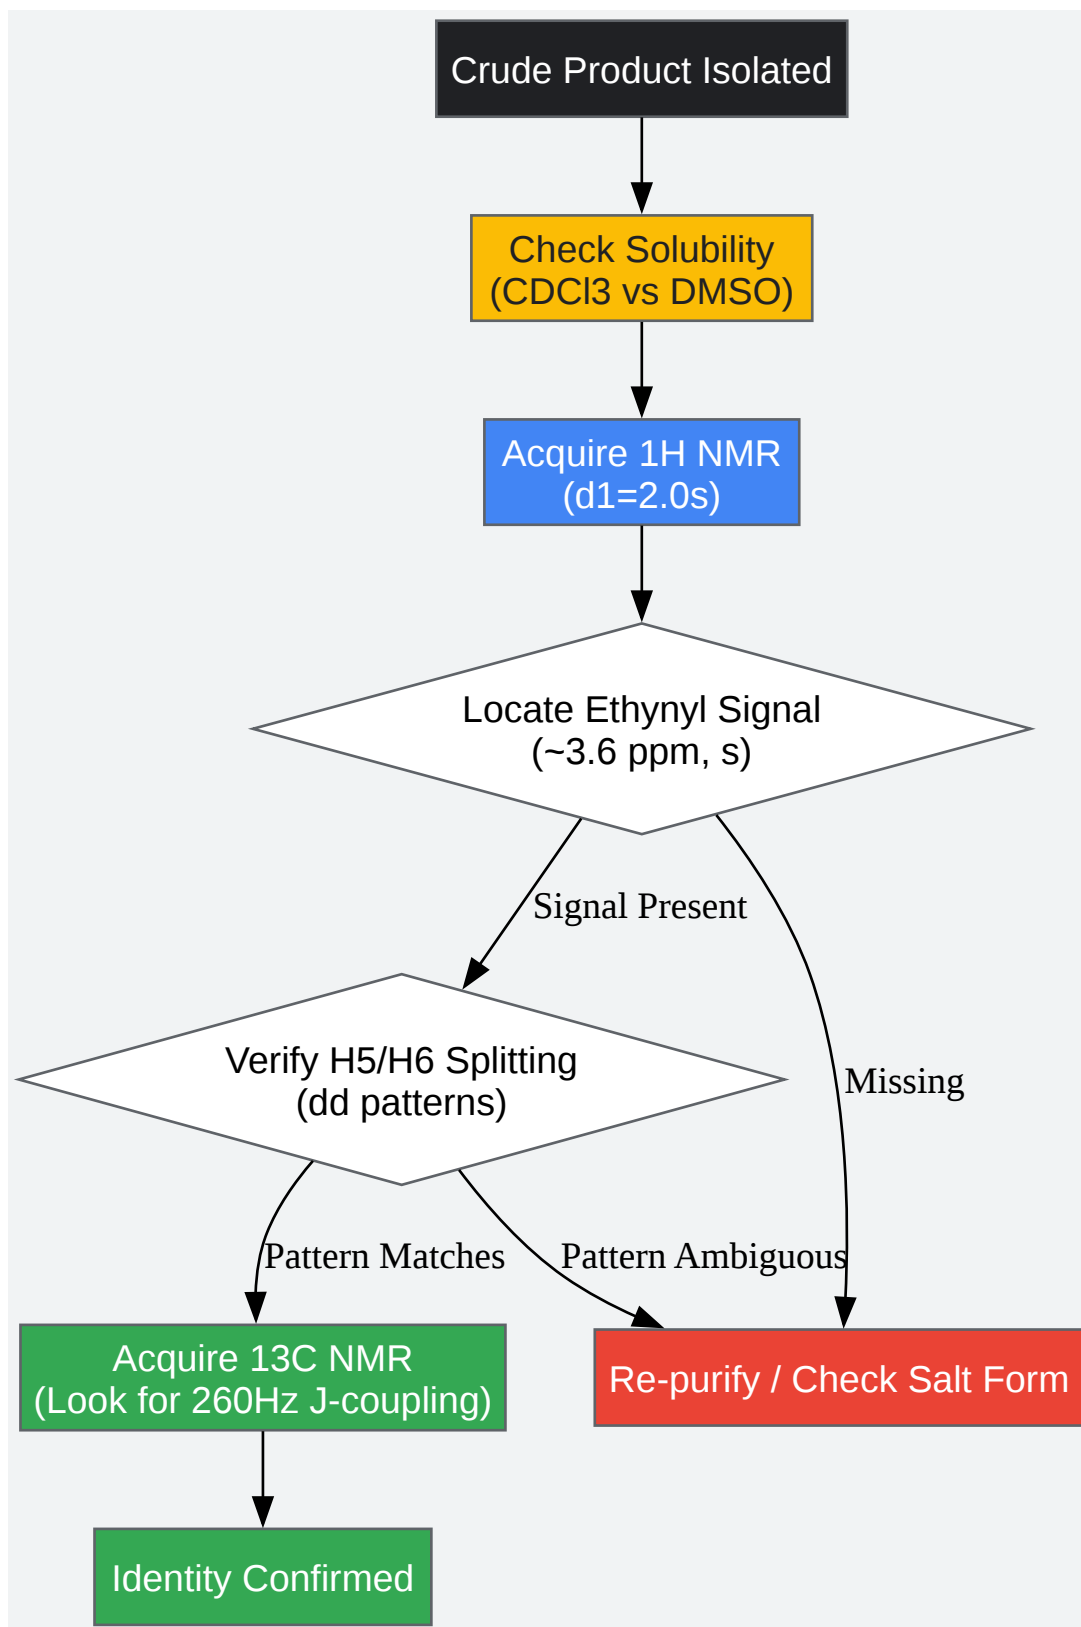 Crude Product Isolated
Check Solubility
(CDCl3 vs DMSO)
Acquire 1H NMR
(d1=2.0s)
Locate Ethynyl Signal
(~3.6 ppm, s)
Signal Present
Verify H5/H6 Splitting
(dd patterns)
Missing
Pattern Matches
Pattern Ambiguous
Acquire 13C NMR
(Look for 260Hz J-coupling)
Re-purify / Check Salt Form
Identity Confirmed